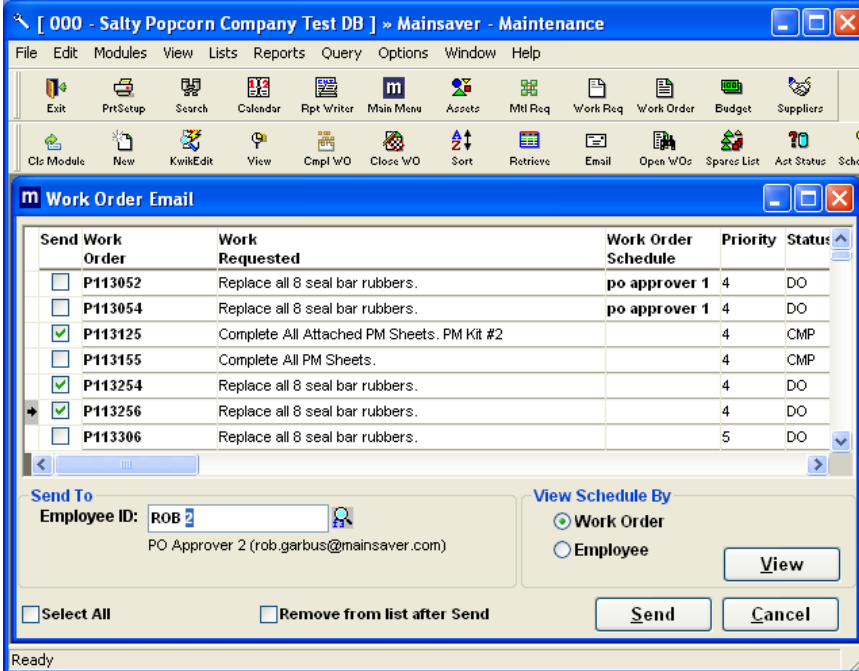 [ 000 - Salty Popcorn Company Test DB ] » Mainsaver - Maintenance
File Edit Modules View Lists Reports Query Options Window Help
Exit PrtSetup Search Calendar Rpt Writer Main Menu Assets Mtl Req Work Req Work Order Budget Suppliers
Cls Module New KwikEdit View Cmpl WO Close WO Sort Retrieve Email Open WOs Spares List Ast Status
m Work Order Email
Send Work Work Work Order Priority Status
Order Requested Schedule
P113052 Replace all 8 seal bar rubbers. po approver 1 4 DO
P113054 Replace all 8 seal bar rubbers. po approver 1 4 DO
P113125 Complete All Attached PM Sheets. PM Kit #2 4 CMP
P113155 Complete All PM Sheets. 4 CMP
P113254 Replace all 8 seal bar rubbers. 4 DO
P113256 Replace all 8 seal bar rubbers. 4 DO
P113306 Replace all 8 seal bar rubbers. 5 DO
Send To View Schedule By
Employee ID: ROB 2 Work Order
PO Approver 2 (rob.garbus@mainsaver.com) Employee
View
Select All Remove from list after Send Send Cancel
Ready